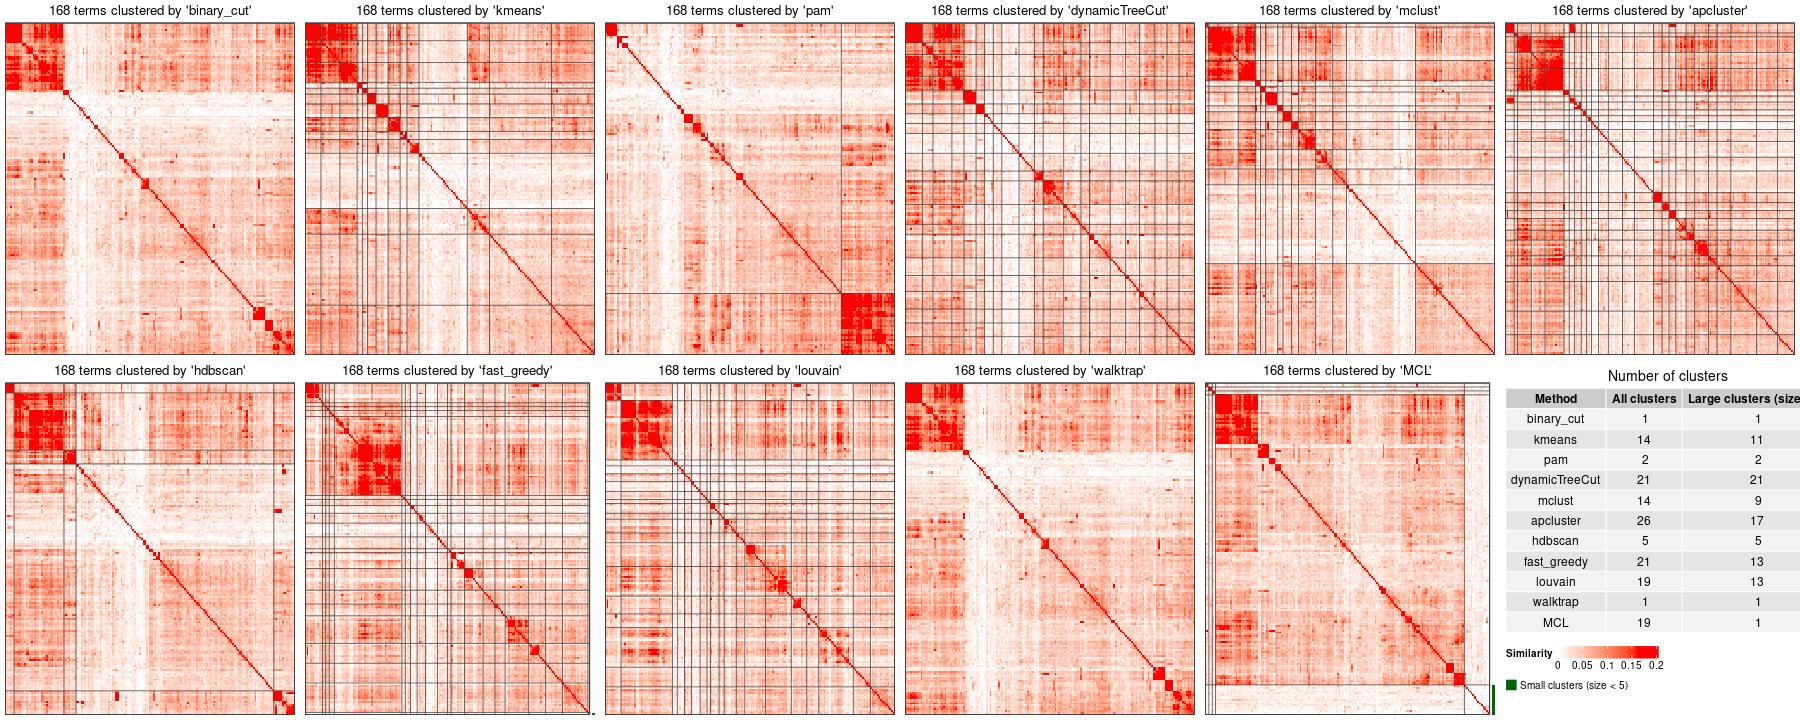 168 terms clustered by 'binary_cut'
168 terms clustered by 'kmeans'
168 terms clustered by 'pam'
168 terms clustered by 'dynamicTreeCut'
168 terms clustered by 'mclust'
168 terms clustered by 'apcluster'
168 terms clustered by 'hdbscan'
168 terms clustered by 'fast_greedy'
168 terms clustered by 'louvain'
168 terms clustered by 'walktrap'
168 terms clustered by 'MCL'
Number of clusters
Method All clusters Large clusters (size
binary_cut 1 1
kmeans 14 11
pam 2 2
dynamicTreeCut 21 21
mclust 14 9
apcluster 26 17
hdbscan 5 5
fast_greedy 21 13
louvain 19 13
walktrap 1 1
MCL 19 1
Similarity
0 0.05 0.1 0.15 0.2
Small clusters (size < 5)